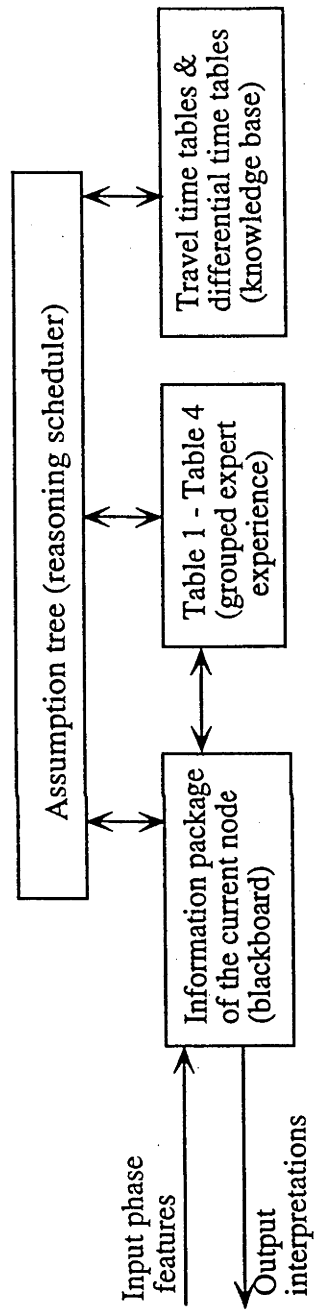 Assumption tree (reasoning scheduler)
Input phase
features
Output
interpretations
Information package
of the current node
(blackboard)
Table 1 - Table 4
(grouped expert
experience)
Travel time tables &
differential time tables
(knowledge base)